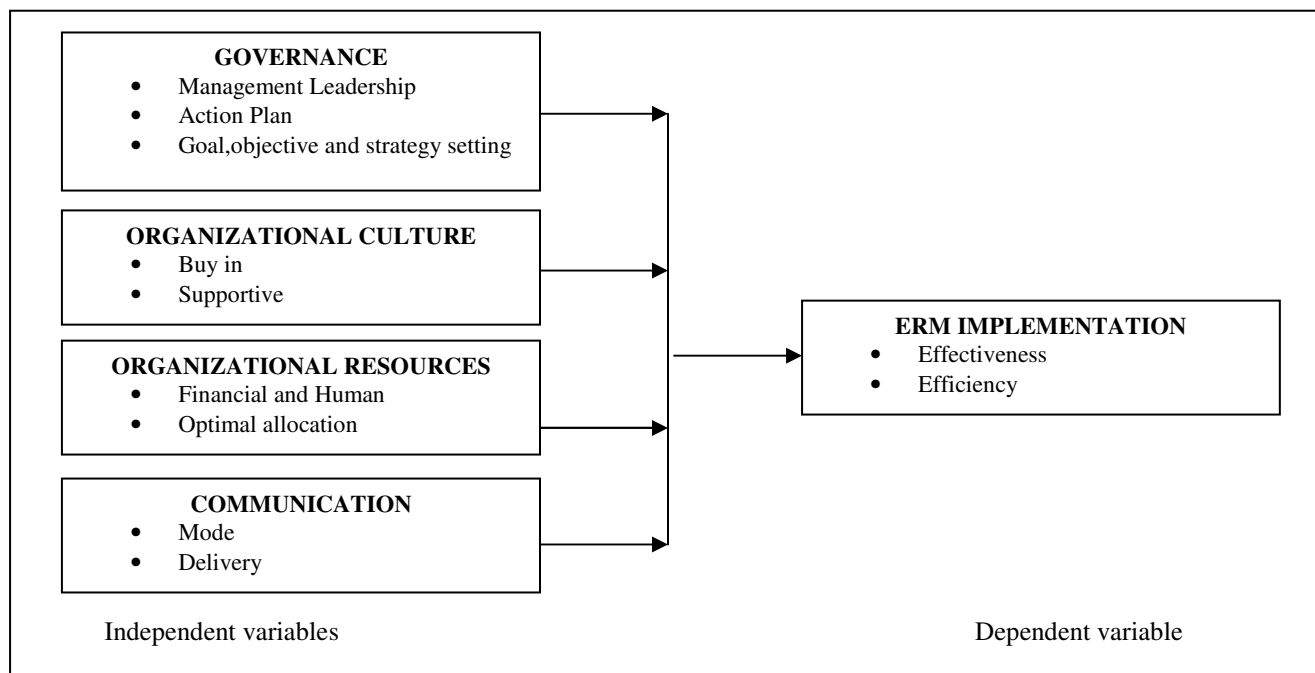 GOVERNANCE
• Management Leadership
• Action Plan
• Goal,objective and strategy setting
ORGANIZATIONAL CULTURE
• Buy in
• Supportive
ORGANIZATIONAL RESOURCES
• Financial and Human
• Optimal allocation
COMMUNICATION
• Mode
• Delivery
ERM IMPLEMENTATION
• Effectiveness
• Efficiency
Independent variables
Dependent variable